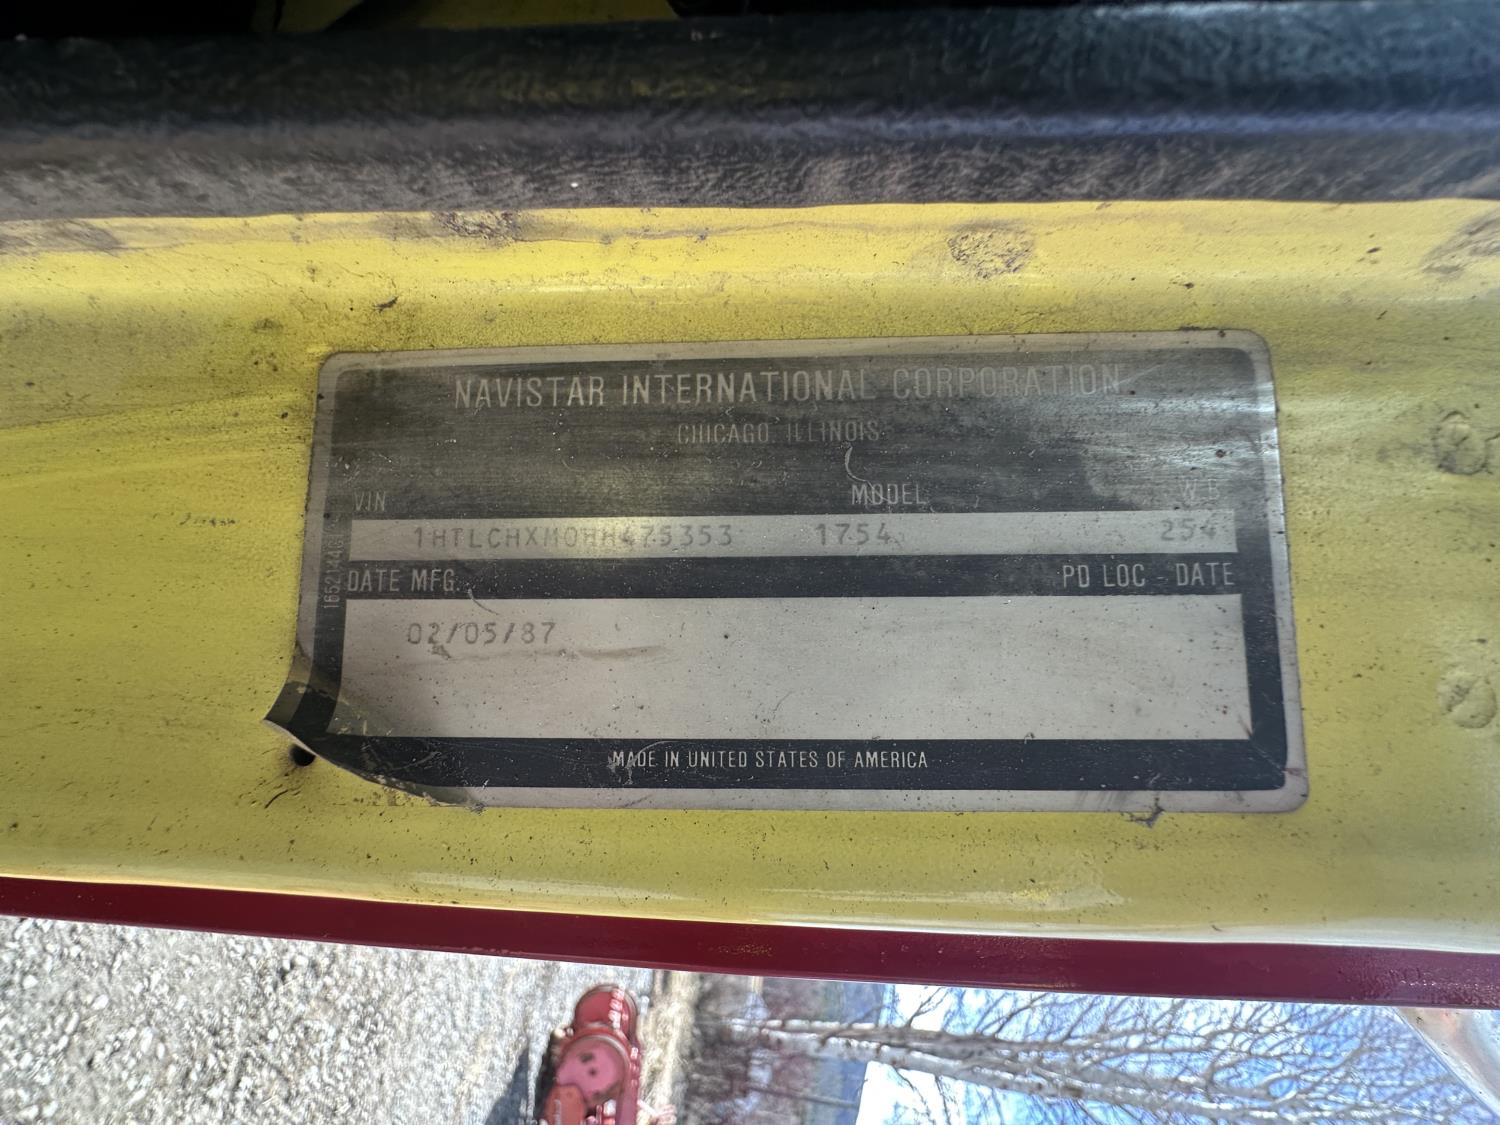 NAVISTAR INTERNATIONAL CORPORATION
CHICAGO, ILLINOIS
VIN MODEL W.B.
1HTLCHXM0HH475353 1754 254
DATE MFG. PD LOC - DATE
02/05/87
MADE IN UNITED STATES OF AMERICA